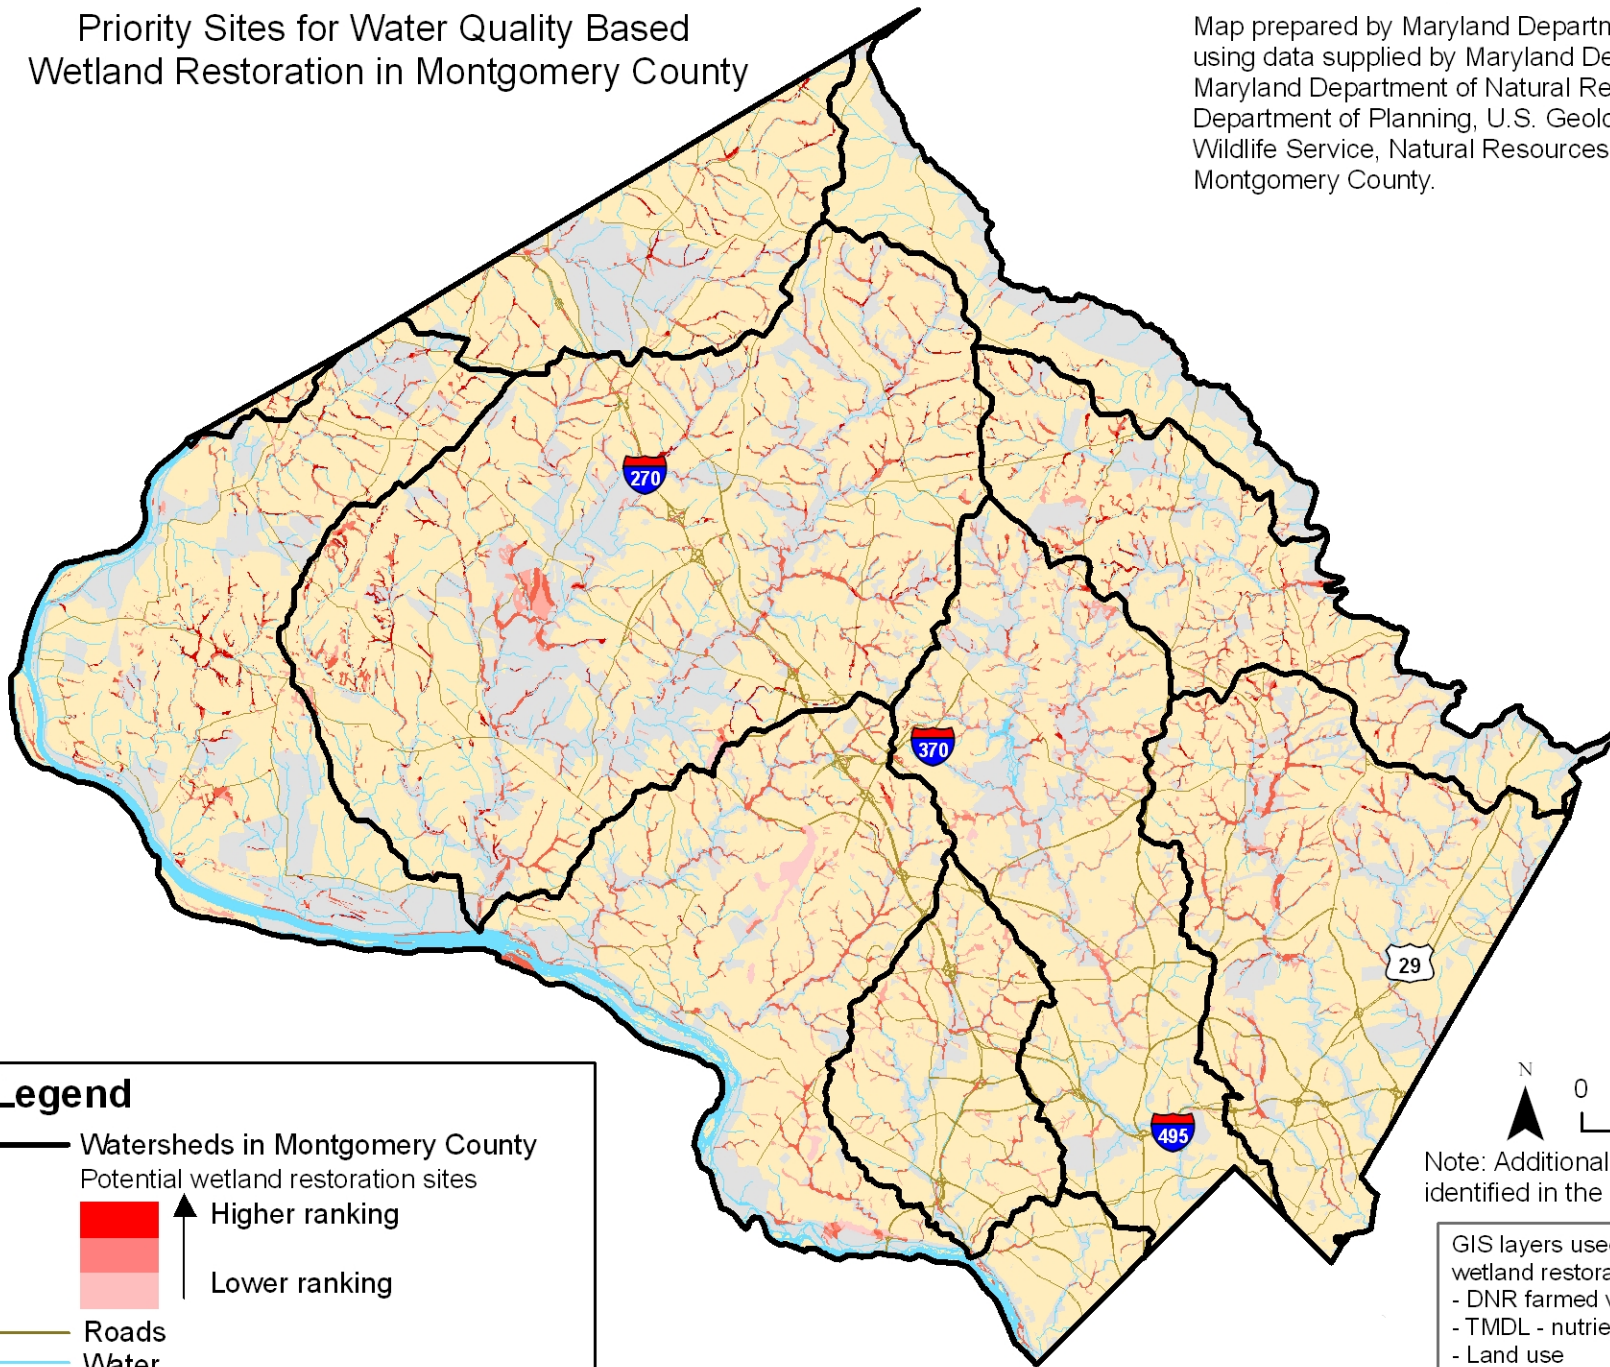 Priority Sites for Water Quality Based
Wetland Restoration in Montgomery County
Map prepared by Maryland Departm
using data supplied by Maryland De
Maryland Department of Natural Re
Department of Planning, U.S. Geolo
Wildlife Service, Natural Resources
Montgomery County.
270
370
29
495
N
0
Note: Additional
identified in the
Legend
Watersheds in Montgomery County
Potential wetland restoration sites
Higher ranking
Lower ranking
Roads
Water
GIS layers used
wetland restora
- DNR farmed w
- TMDL - nutrie
- Land use